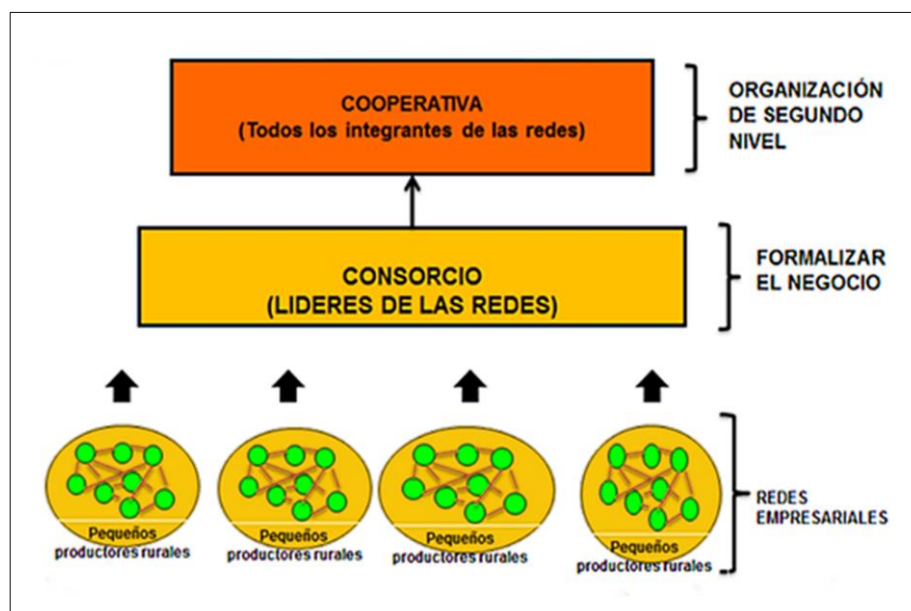 COOPERATIVA
(Todos los integrantes de las redes)
ORGANIZACIÓN
DE SEGUNDO
NIVEL
CONSORCIO
(LIDERES DE LAS REDES)
FORMALIZAR
EL NEGOCIO
Pequeños
productores rurales
Pequeños
productores rurales
Pequeños
productores rurales
Pequeños
productores rurales
REDES
EMPRESARIALES